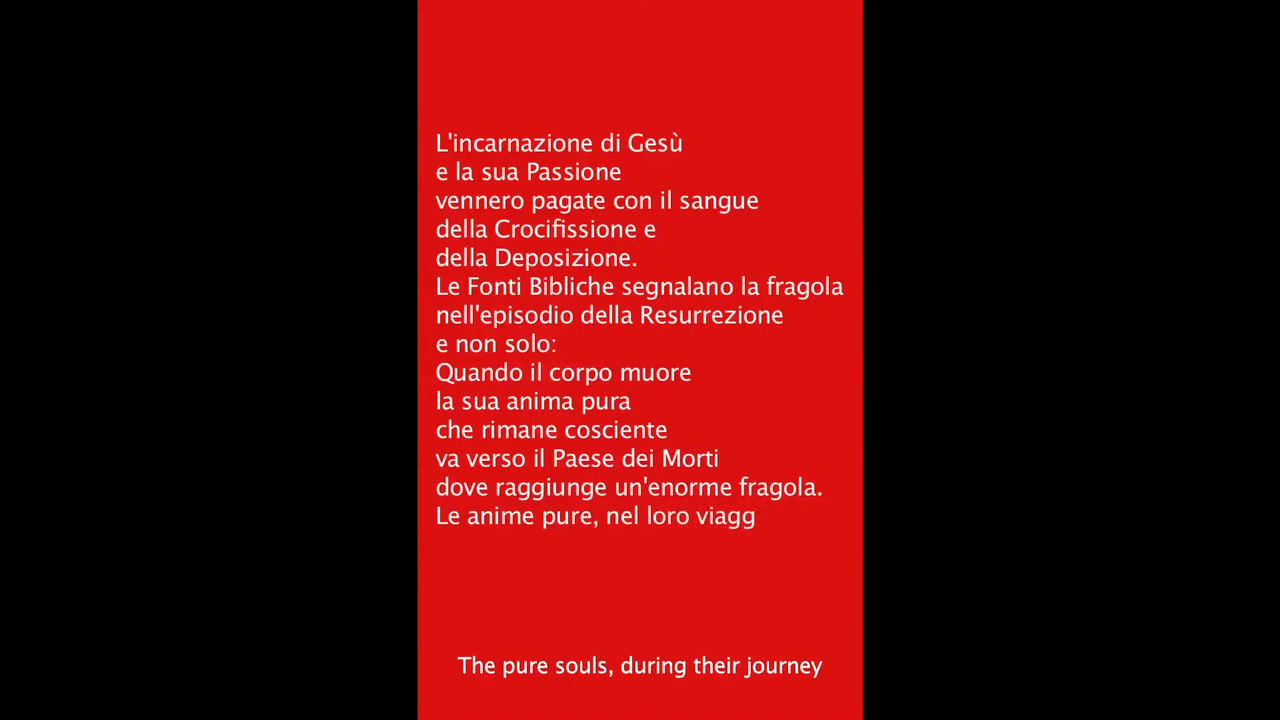 L'incarnazione di Gesù
e la sua Passione
vennero pagate con il sangue
della Crocifissione e
della Deposizione.
Le Fonti Bibliche segnalano la fragola
nell'episodio della Resurrezione
e non solo:
Quando il corpo muore
la sua anima pura
che rimane cosciente
va verso il Paese dei Morti
dove raggiunge un'enorme fragola.
Le anime pure, nel loro viagg
The pure souls, during their journey